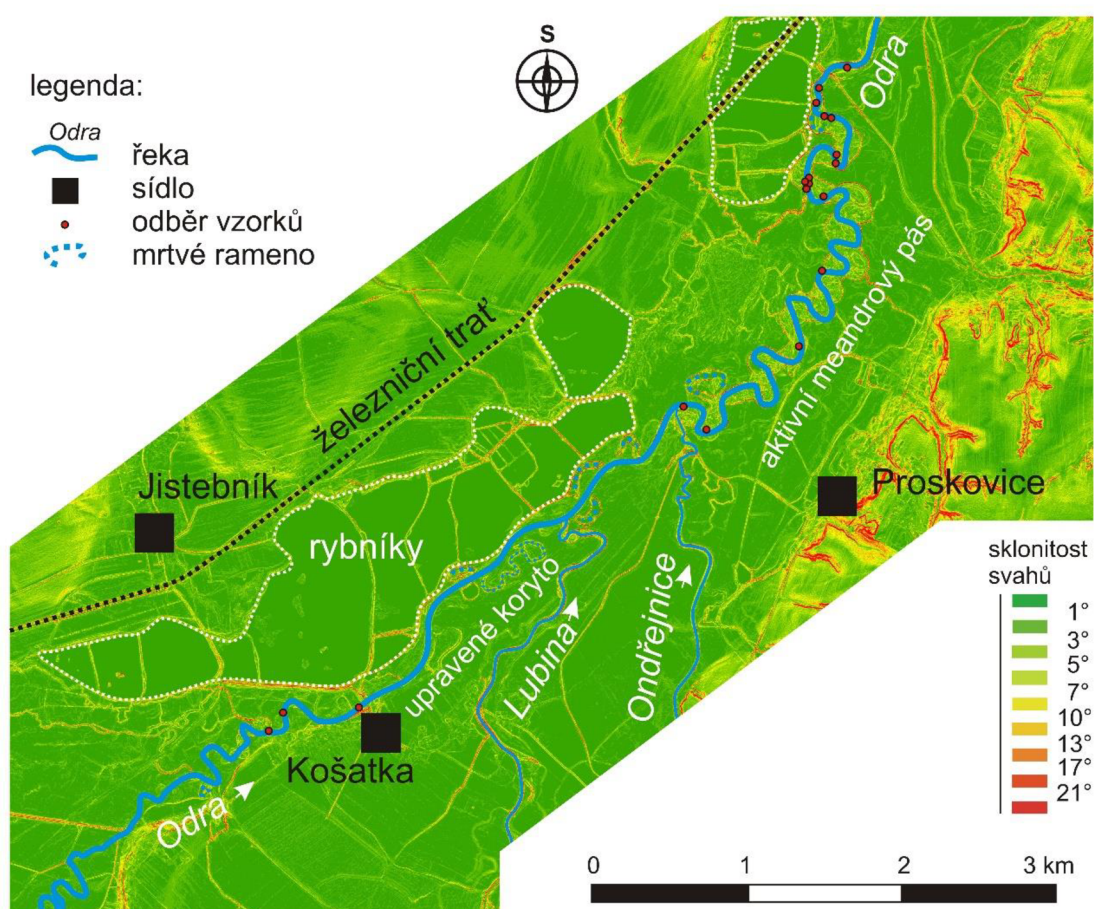 S
legenda:
Odra
řeka
sídlo
odběr vzorků
mrtvé rameno
Odra
aktivní meandrový pás
železniční trať
Jistebník
rybníky
Proskovice
upravené koryto
Lubina
Ondřejnice
Košatka
Odra
sklonitost
svahů
1°
3°
5°
7°
10°
13°
17°
21°
0 1 2 3 km